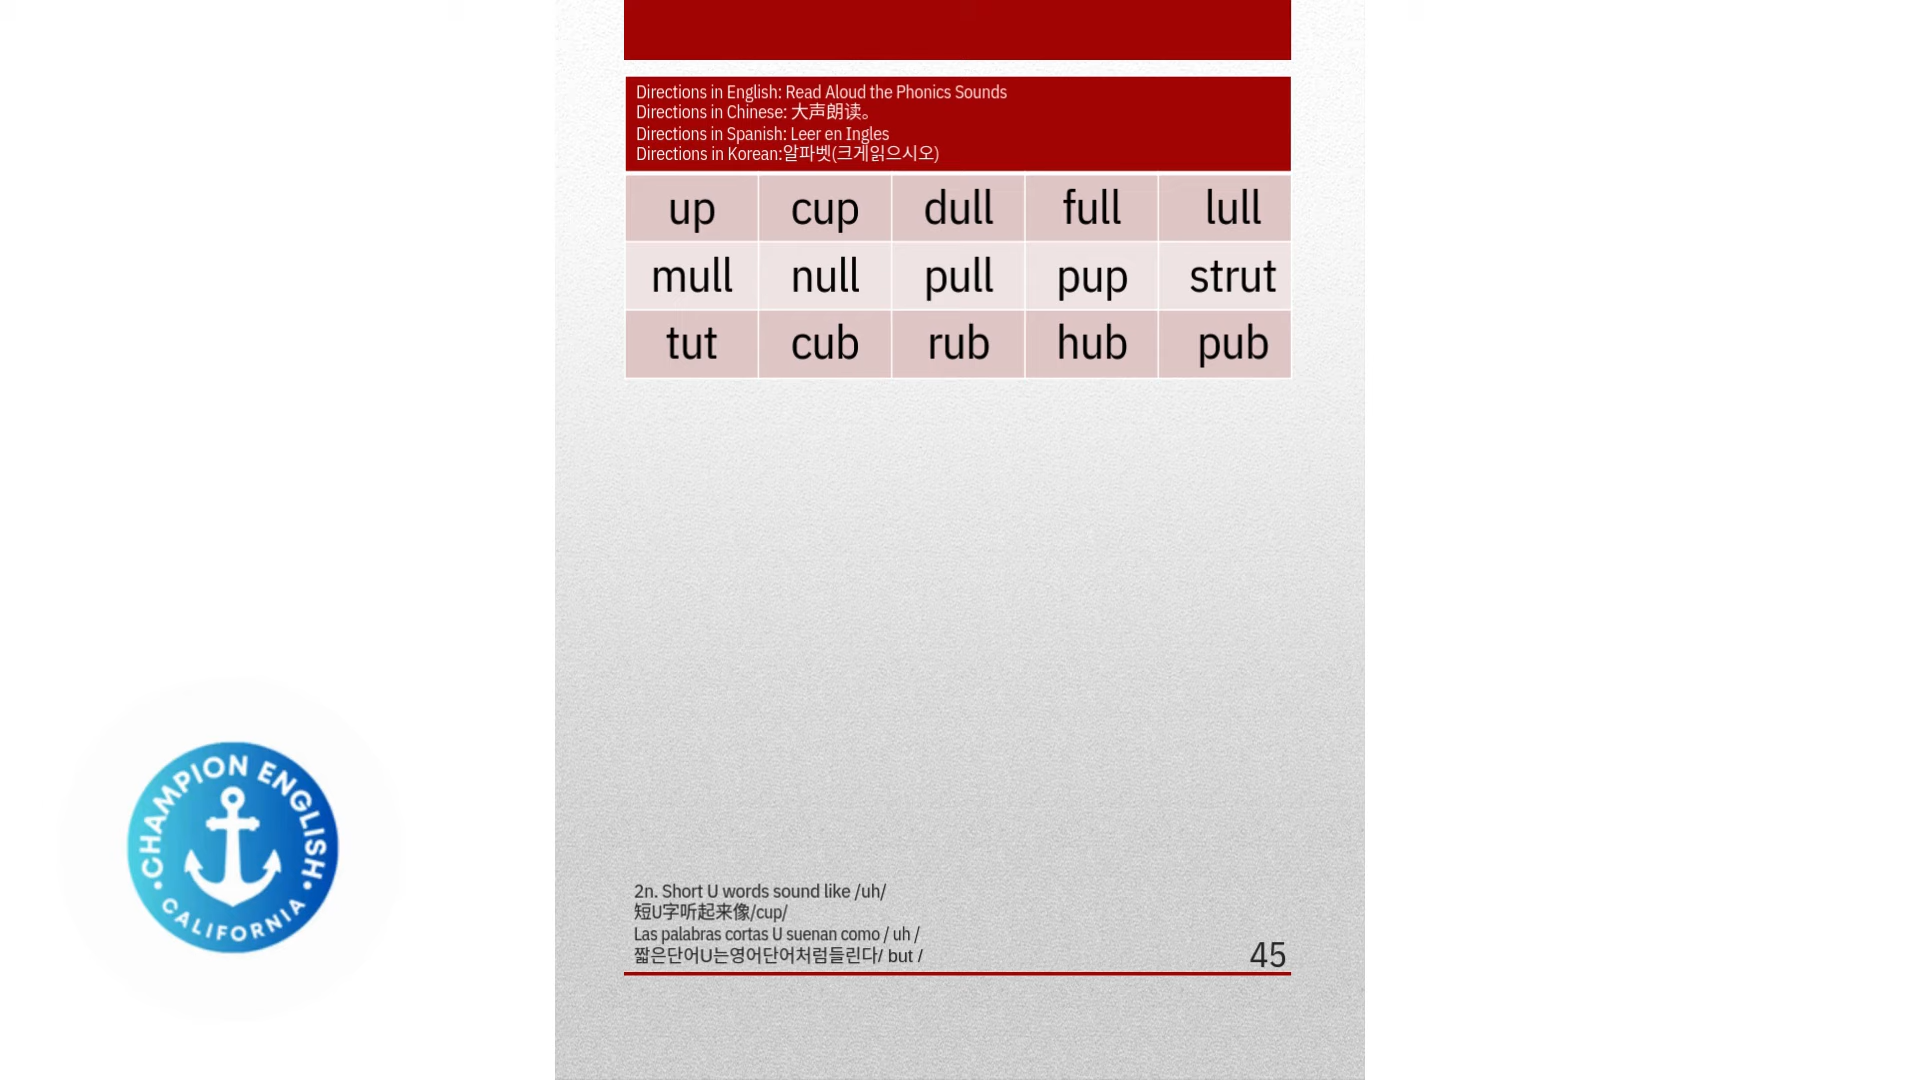 Directions in English: Read Aloud the Phonics Sounds
Directions in Chinese: 大声朗读。
Directions in Spanish: Leer en Ingles
Directions in Korean:알파벳(크게읽으시오)
up cup dull full lull
mull null pull pup strut
tut cub rub hub pub
2n. Short U words sound like /uh/
短U字听起来像/cup/
Las palabras cortas U suenan como / uh /
짧은단어U는영어단어처럼들린다/ but /
45
CHAMPION ENGLISH
CALIFORNIA